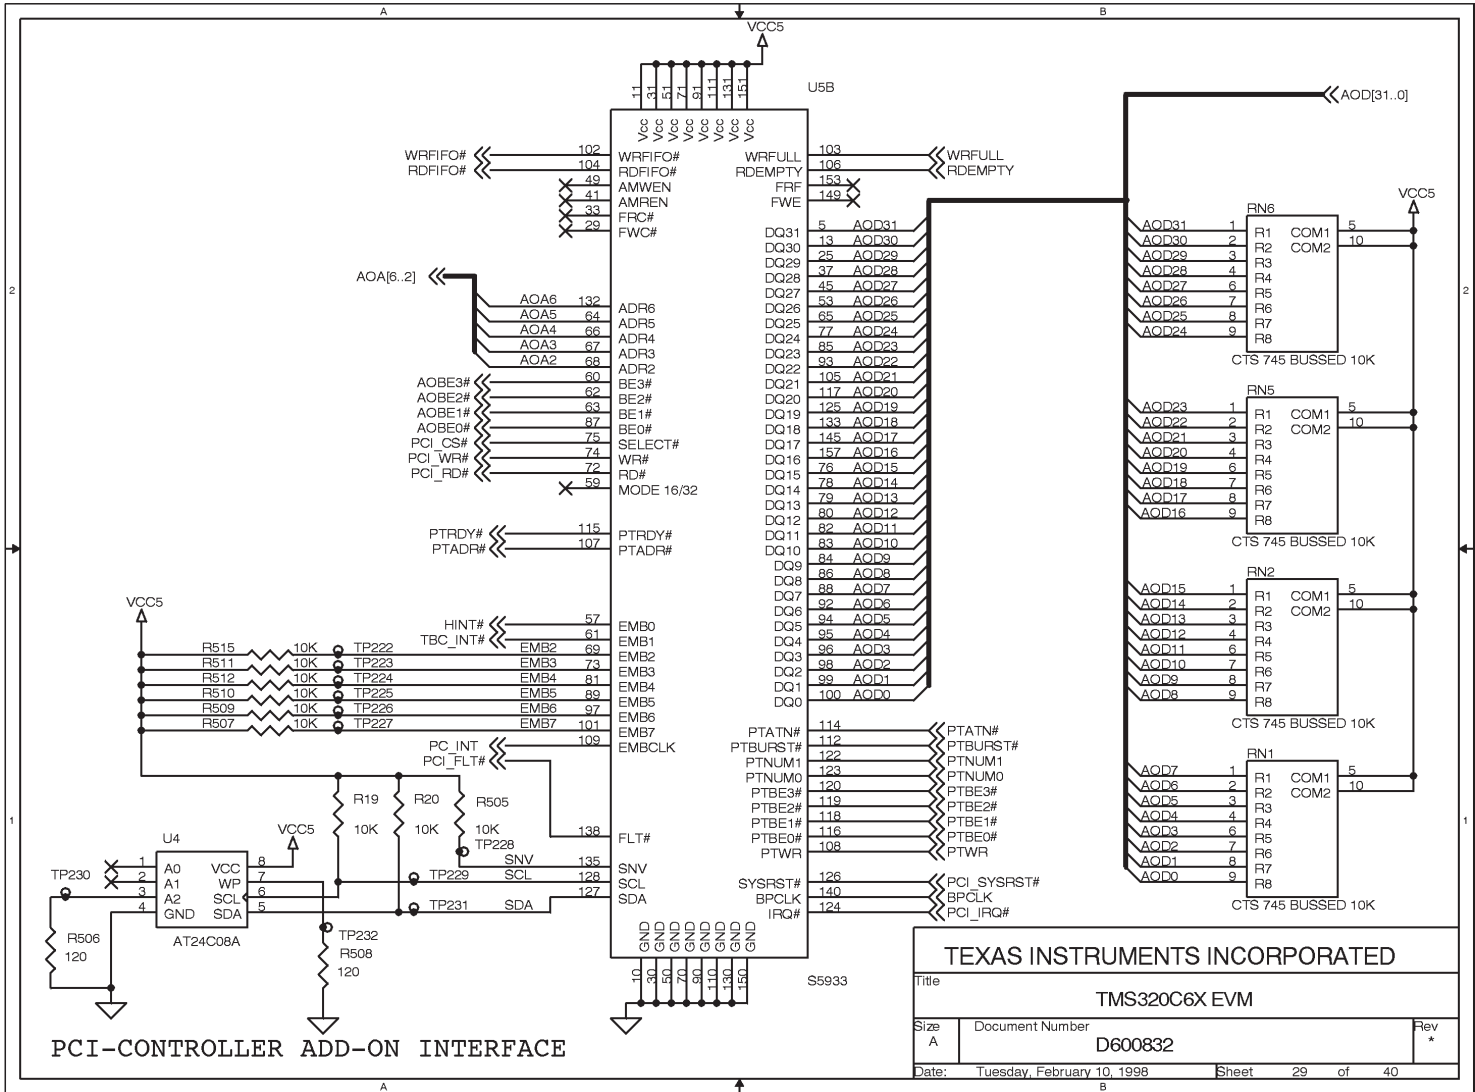 A B
VCC5
U5B
11 31 51 71 91 111 131 151
Vcc Vcc Vcc Vcc Vcc Vcc Vcc Vcc
AOD[31..0]
WRFIFO# 102 WRFIFO# WRFULL 103 WRFULL
RDFIFO# 104 RDFIFO# RDEMPTY 106 RDEMPTY
49 AMWEN FRF 153
41 AMREN FWE 149
33 FRC#
29 FWC#
AOA[6..2]
AOA6 132 ADR6
AOA5 64 ADR5
AOA4 66 ADR4
AOA3 67 ADR3
AOA2 68 ADR2
AOBE3# 60 BE3#
AOBE2# 62 BE2#
AOBE1# 63 BE1#
AOBE0# 87 BE0#
PCI_CS# 75 SELECT#
PCI_WR# 74 WR#
PCI_RD# 72 RD#
59 MODE 16/32
PTRDY# 115 PTRDY#
PTADR# 107 PTADR#
VCC5
HINT# 57 EMB0
TBC_INT# 61 EMB1
R515 10K TP222 EMB2 69 EMB2
R511 10K TP223 EMB3 73 EMB3
R512 10K TP224 EMB4 81 EMB4
R510 10K TP225 EMB5 89 EMB5
R509 10K TP226 EMB6 97 EMB6
R507 10K TP227 EMB7 101 EMB7
PC_INT 109 EMBCLK
PCI_FLT#
138 FLT#
R19 10K
R20 10K
R505 10K
TP228
SNV 135 SNV
TP229 SCL 128 SCL
TP231 SDA 127 SDA
U4
VCC5
1 A0 VCC 8
2 A1 WP 7
3 A2 SCL 6
4 GND SDA 5
AT24C08A
TP230
R506
120
TP232
R508
120
DQ31 5 AOD31
DQ30 13 AOD30
DQ29 25 AOD29
DQ28 37 AOD28
DQ27 45 AOD27
DQ26 53 AOD26
DQ25 65 AOD25
DQ24 77 AOD24
DQ23 85 AOD23
DQ22 93 AOD22
DQ21 105 AOD21
DQ20 117 AOD20
DQ19 125 AOD19
DQ18 133 AOD18
DQ17 145 AOD17
DQ16 157 AOD16
DQ15 76 AOD15
DQ14 78 AOD14
DQ13 79 AOD13
DQ12 80 AOD12
DQ11 82 AOD11
DQ10 83 AOD10
DQ9 84 AOD9
DQ8 86 AOD8
DQ7 88 AOD7
DQ6 92 AOD6
DQ5 94 AOD5
DQ4 95 AOD4
DQ3 96 AOD3
DQ2 98 AOD2
DQ1 99 AOD1
DQ0 100 AOD0
PTATN# 114 PTATN#
PTBURST# 112 PTBURST#
PTNUM1 122 PTNUM1
PTNUM0 123 PTNUM0
PTBE3# 120 PTBE3#
PTBE2# 119 PTBE2#
PTBE1# 118 PTBE1#
PTBE0# 116 PTBE0#
PTWR 108 PTWR
SYSRST# 126 PCI_SYSRST#
BPCLK 140 BPCLK
IRQ# 124 PCI_IRQ#
GND GND GND GND GND GND GND GND
10 30 50 70 90 110 130 150
S5933
VCC5
RN6
AOD31 1 R1 COM1 5
AOD30 2 R2 COM2 10
AOD29 3 R3
AOD28 4 R4
AOD27 6 R5
AOD26 7 R6
AOD25 8 R7
AOD24 9 R8
CTS 745 BUSSED 10K
RN5
AOD23 1 R1 COM1 5
AOD22 2 R2 COM2 10
AOD21 3 R3
AOD20 4 R4
AOD19 6 R5
AOD18 7 R6
AOD17 8 R7
AOD16 9 R8
CTS 745 BUSSED 10K
RN2
AOD15 1 R1 COM1 5
AOD14 2 R2 COM2 10
AOD13 3 R3
AOD12 4 R4
AOD11 6 R5
AOD10 7 R6
AOD9 8 R7
AOD8 9 R8
CTS 745 BUSSED 10K
RN1
AOD7 1 R1 COM1 5
AOD6 2 R2 COM2 10
AOD5 3 R3
AOD4 4 R4
AOD3 6 R5
AOD2 7 R6
AOD1 8 R7
AOD0 9 R8
CTS 745 BUSSED 10K
2 2
1 1
PCI-CONTROLLER ADD-ON INTERFACE
TEXAS INSTRUMENTS INCORPORATED
Title
TMS320C6X EVM
Size Document Number Rev
A D600832 *
Date: Tuesday, February 10, 1998 Sheet 29 of 40
A B